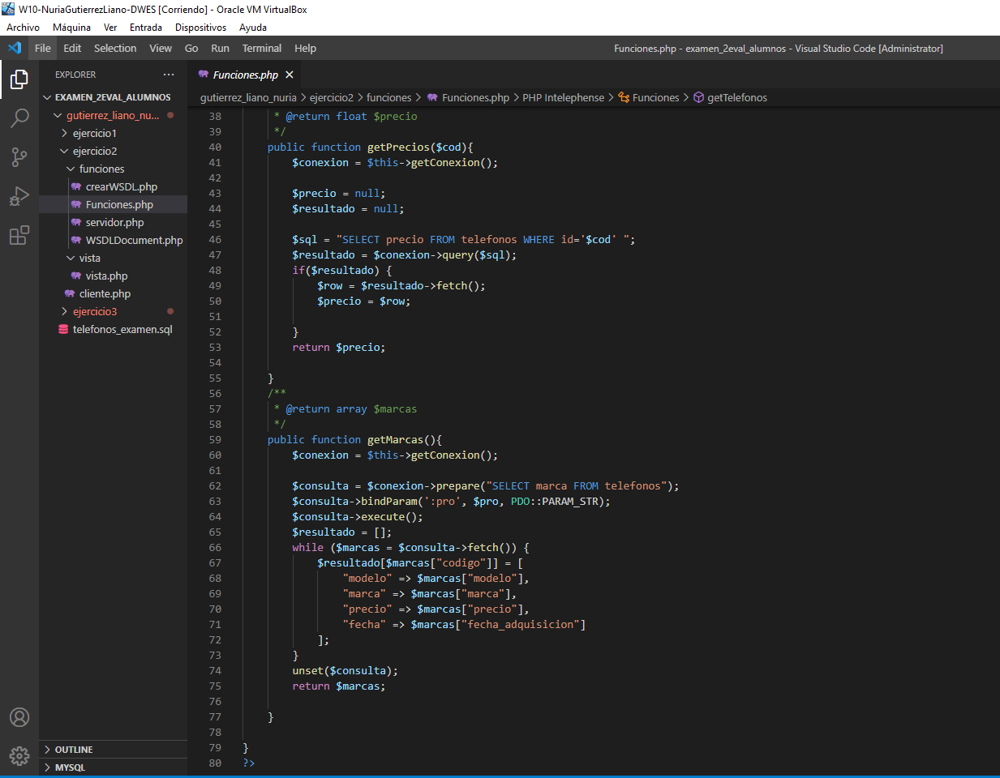 W10-NuriaGutierrezLiano-DWES [Corriendo] - Oracle VM VirtualBox
Archivo Máquina Ver Entrada Dispositivos Ayuda
File Edit Selection View Go Run Terminal Help
Funciones.php - examen_2eval_alumnos - Visual Studio Code [Administrator]
EXPLORER ···
EXAMEN_2EVAL_ALUMNOS
gutierrez_liano_nu...
ejercicio1
ejercicio2
funciones
crearWSDL.php
Funciones.php
servidor.php
WSDLDocument.php
vista
vista.php
cliente.php
ejercicio3
telefonos_examen.sql
OUTLINE
MYSQL
Funciones.php
gutierrez_liano_nuria > ejercicio2 > funciones > Funciones.php > PHP Intelephense > Funciones > getTelefonos
38 * @return float $precio
39 */
40 public function getPrecios($cod){
41 $conexion = $this->getConexion();
42
43 $precio = null;
44 $resultado = null;
45
46 $sql = "SELECT precio FROM telefonos WHERE id='$cod' ";
47 $resultado = $conexion->query($sql);
48 if($resultado) {
49 $row = $resultado->fetch();
50 $precio = $row;
51
52 }
53 return $precio;
54
55 }
56 /**
57 * @return array $marcas
58 */
59 public function getMarcas(){
60 $conexion = $this->getConexion();
61
62 $consulta = $conexion->prepare("SELECT marca FROM telefonos");
63 $consulta->bindParam(':pro', $pro, PDO::PARAM_STR);
64 $consulta->execute();
65 $resultado = [];
66 while ($marcas = $consulta->fetch()) {
67 $resultado[$marcas["codigo"]] = [
68 "modelo" => $marcas["modelo"],
69 "marca" => $marcas["marca"],
70 "precio" => $marcas["precio"],
71 "fecha" => $marcas["fecha_adquisicion"]
72 ];
73 }
74 unset($consulta);
75 return $marcas;
76
77 }
78
79 }
80 ?>